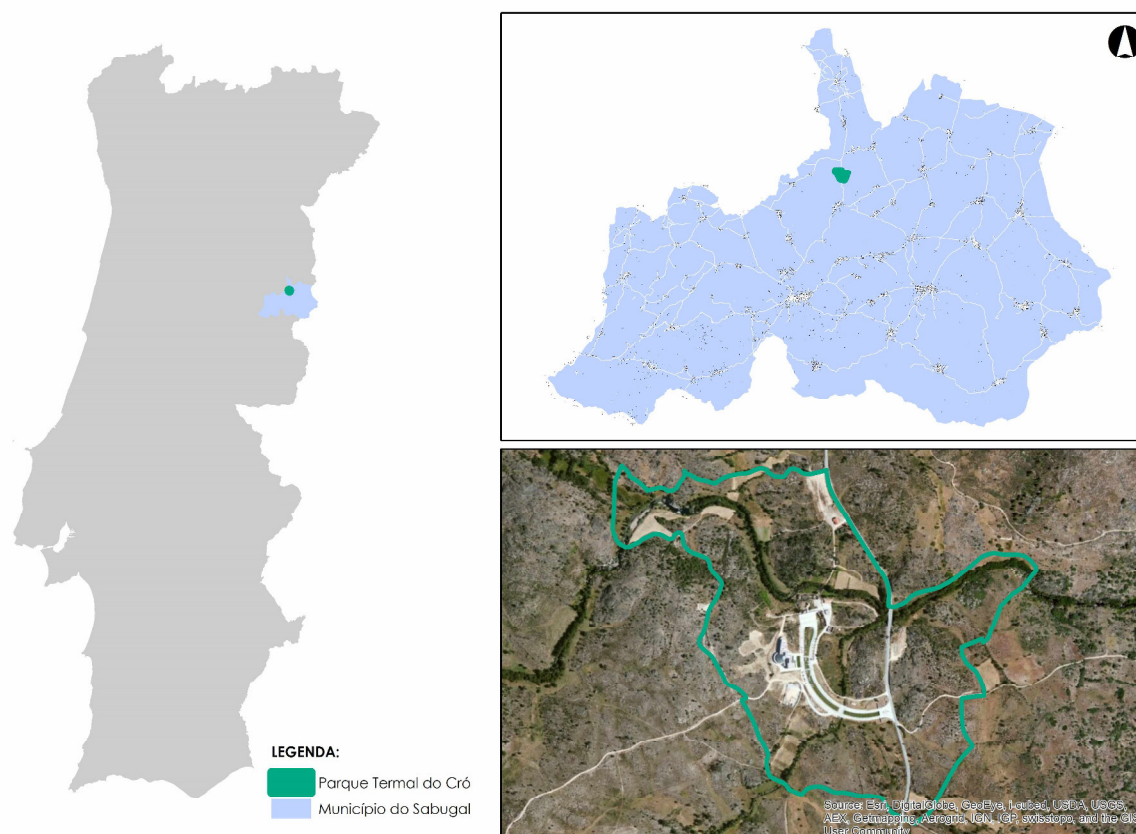 LEGENDA:
Parque Termal do Cró
Município do Sabugal
Source: Esri, DigitalGlobe, GeoEye, i-cubed, USDA, USGS,
AEX, Getmapping, Aerogrid, IGN, IGP, swisstopo, and the GIS
User Community